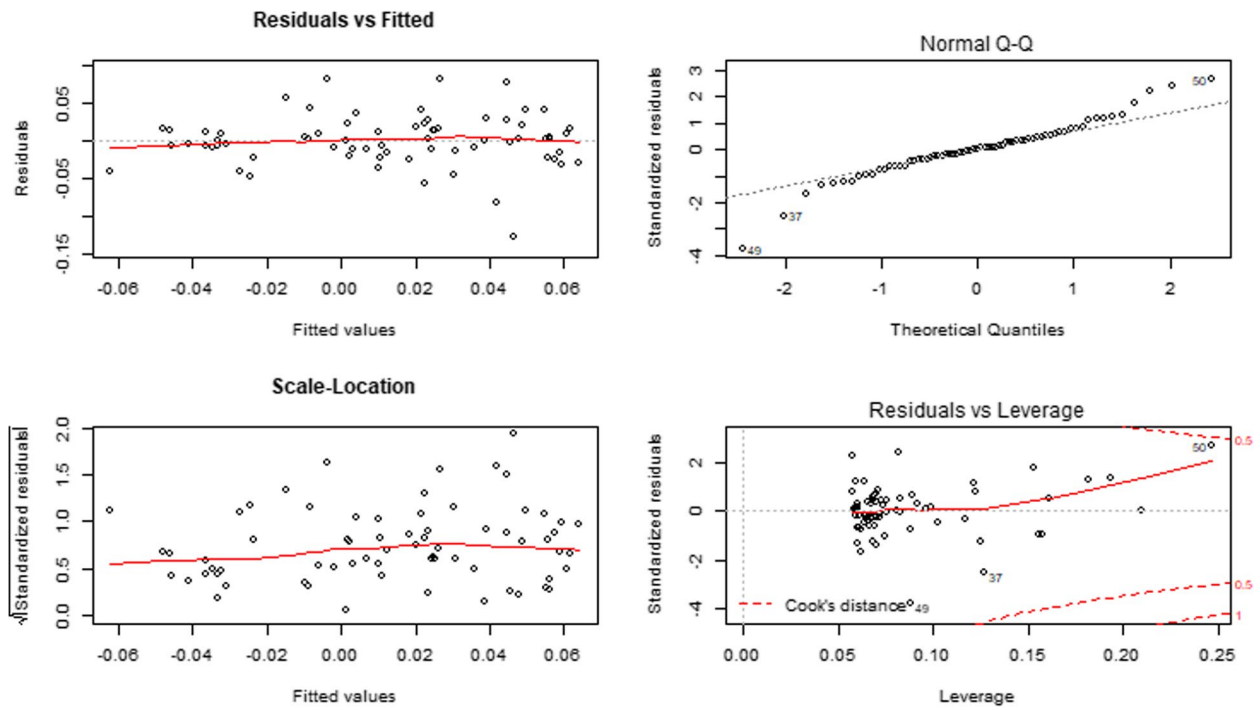 Residuals vs Fitted
Residuals
0.05
-0.05
-0.15
-0.06 -0.04 -0.02 0.00 0.02 0.04 0.06
Fitted values
Normal Q-Q
Standardized residuals
3
2
0
-2
-4
50
37
49
-2 -1 0 1 2
Theoretical Quantiles
Scale-Location
√|Standardized residuals|
2.0
1.5
1.0
0.5
0.0
-0.06 -0.04 -0.02 0.00 0.02 0.04 0.06
Fitted values
Residuals vs Leverage
Standardized residuals
2
0
-2
-4
50
0.5
37
0.5
Cook's distance
49
1
0.00 0.05 0.10 0.15 0.20 0.25
Leverage